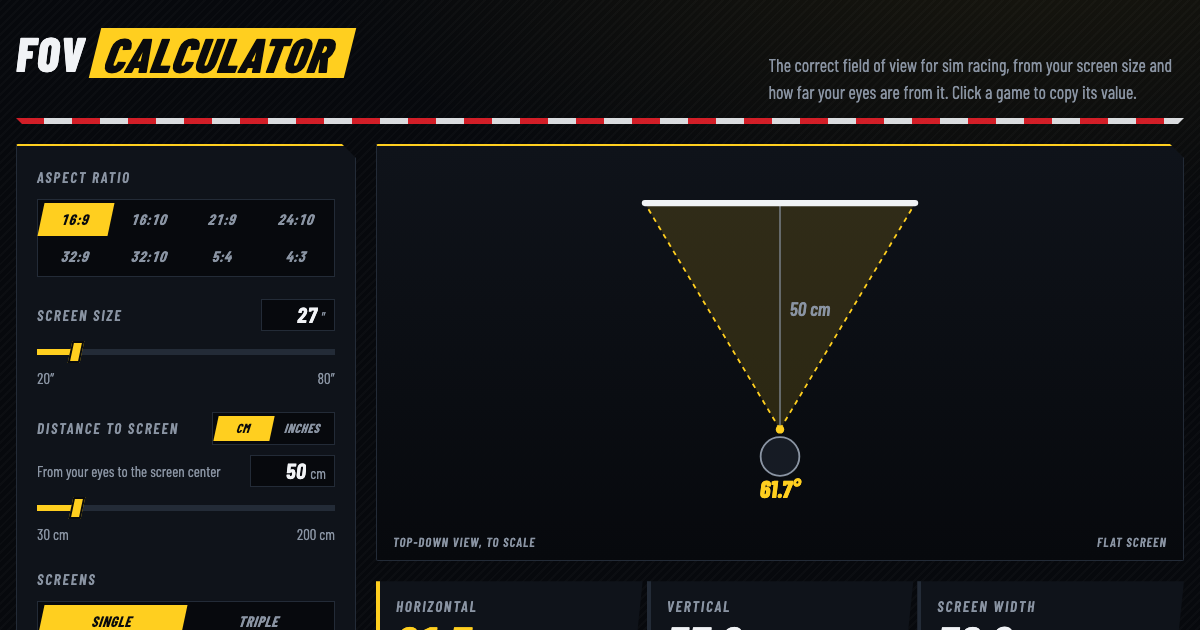 FOV CALCULATOR
The correct field of view for sim racing, from your screen size and
how far your eyes are from it. Click a game to copy its value.
ASPECT RATIO
16:9 16:10 21:9 24:10
32:9 32:10 5:4 4:3
SCREEN SIZE 27″
20″ 80″
DISTANCE TO SCREEN CM INCHES
From your eyes to the screen center 50 cm
30 cm 200 cm
SCREENS
SINGLE TRIPLE
50 cm
61.7°
TOP-DOWN VIEW, TO SCALE FLAT SCREEN
HORIZONTAL VERTICAL SCREEN WIDTH